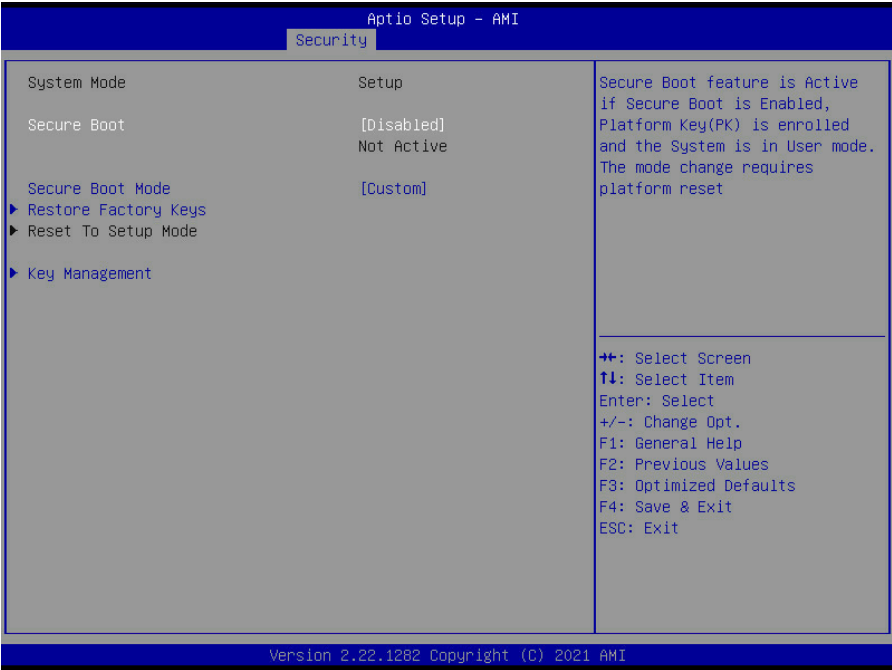 Aptio Setup – AMI
Security
System Mode Setup
Secure Boot [Disabled]
Not Active
Secure Boot Mode [Custom]
▶ Restore Factory Keys
▶ Reset To Setup Mode
▶ Key Management
Secure Boot feature is Active
if Secure Boot is Enabled,
Platform Key(PK) is enrolled
and the System is in User mode.
The mode change requires
platform reset
→←: Select Screen
↑↓: Select Item
Enter: Select
+/-: Change Opt.
F1: General Help
F2: Previous Values
F3: Optimized Defaults
F4: Save & Exit
ESC: Exit
Version 2.22.1282 Copyright (C) 2021 AMI